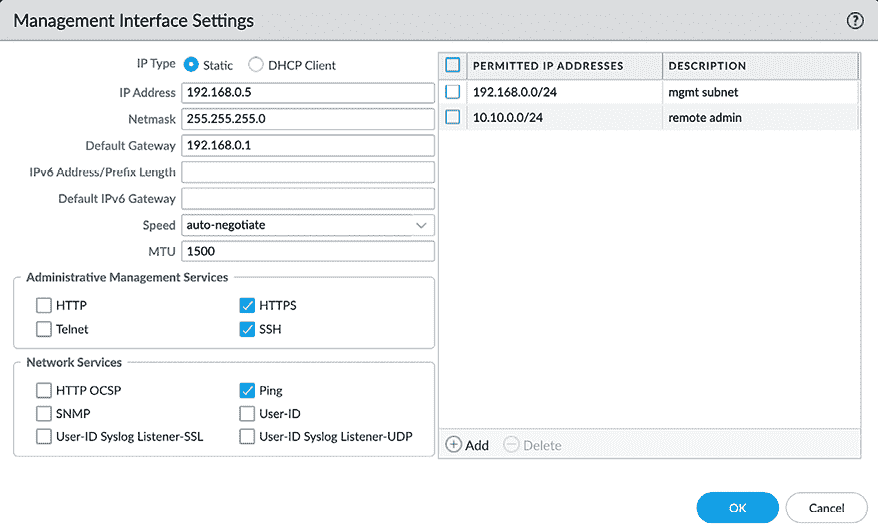 Management Interface Settings
?
IP Type Static DHCP Client
IP Address 192.168.0.5
Netmask 255.255.255.0
Default Gateway 192.168.0.1
IPv6 Address/Prefix Length
Default IPv6 Gateway
Speed auto-negotiate
MTU 1500
Administrative Management Services
HTTP HTTPS
Telnet SSH
Network Services
HTTP OCSP Ping
SNMP User-ID
User-ID Syslog Listener-SSL User-ID Syslog Listener-UDP
PERMITTED IP ADDRESSES DESCRIPTION
192.168.0.0/24 mgmt subnet
10.10.0.0/24 remote admin
Add Delete
OK Cancel